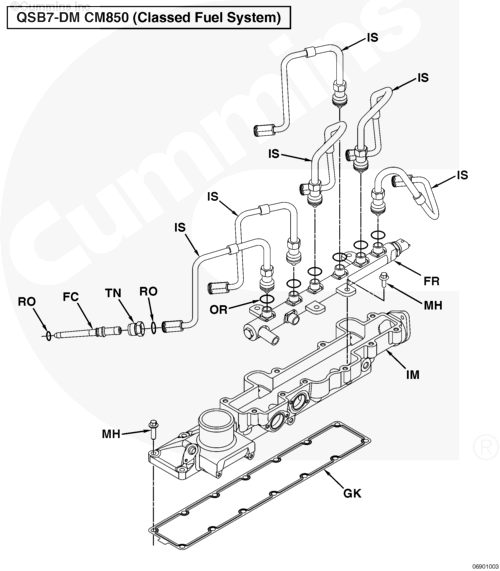 ©Cummins Inc
QSB7-DM CM850 (Classed Fuel System)
IS
IS
IS
IS
IS
IS
RO
FC
TN
RO
OR
FR
MH
IM
MH
GK
Cummins
®
06901003